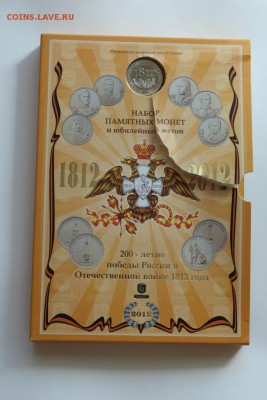 COINS.LAVE.RU
1812
НАБОР
ПАМЯТНЫХ МОНЕТ
и юбилейный жетон
1812 2012
200 - летие
победы России в
Отечественной войне 1812 года
2012